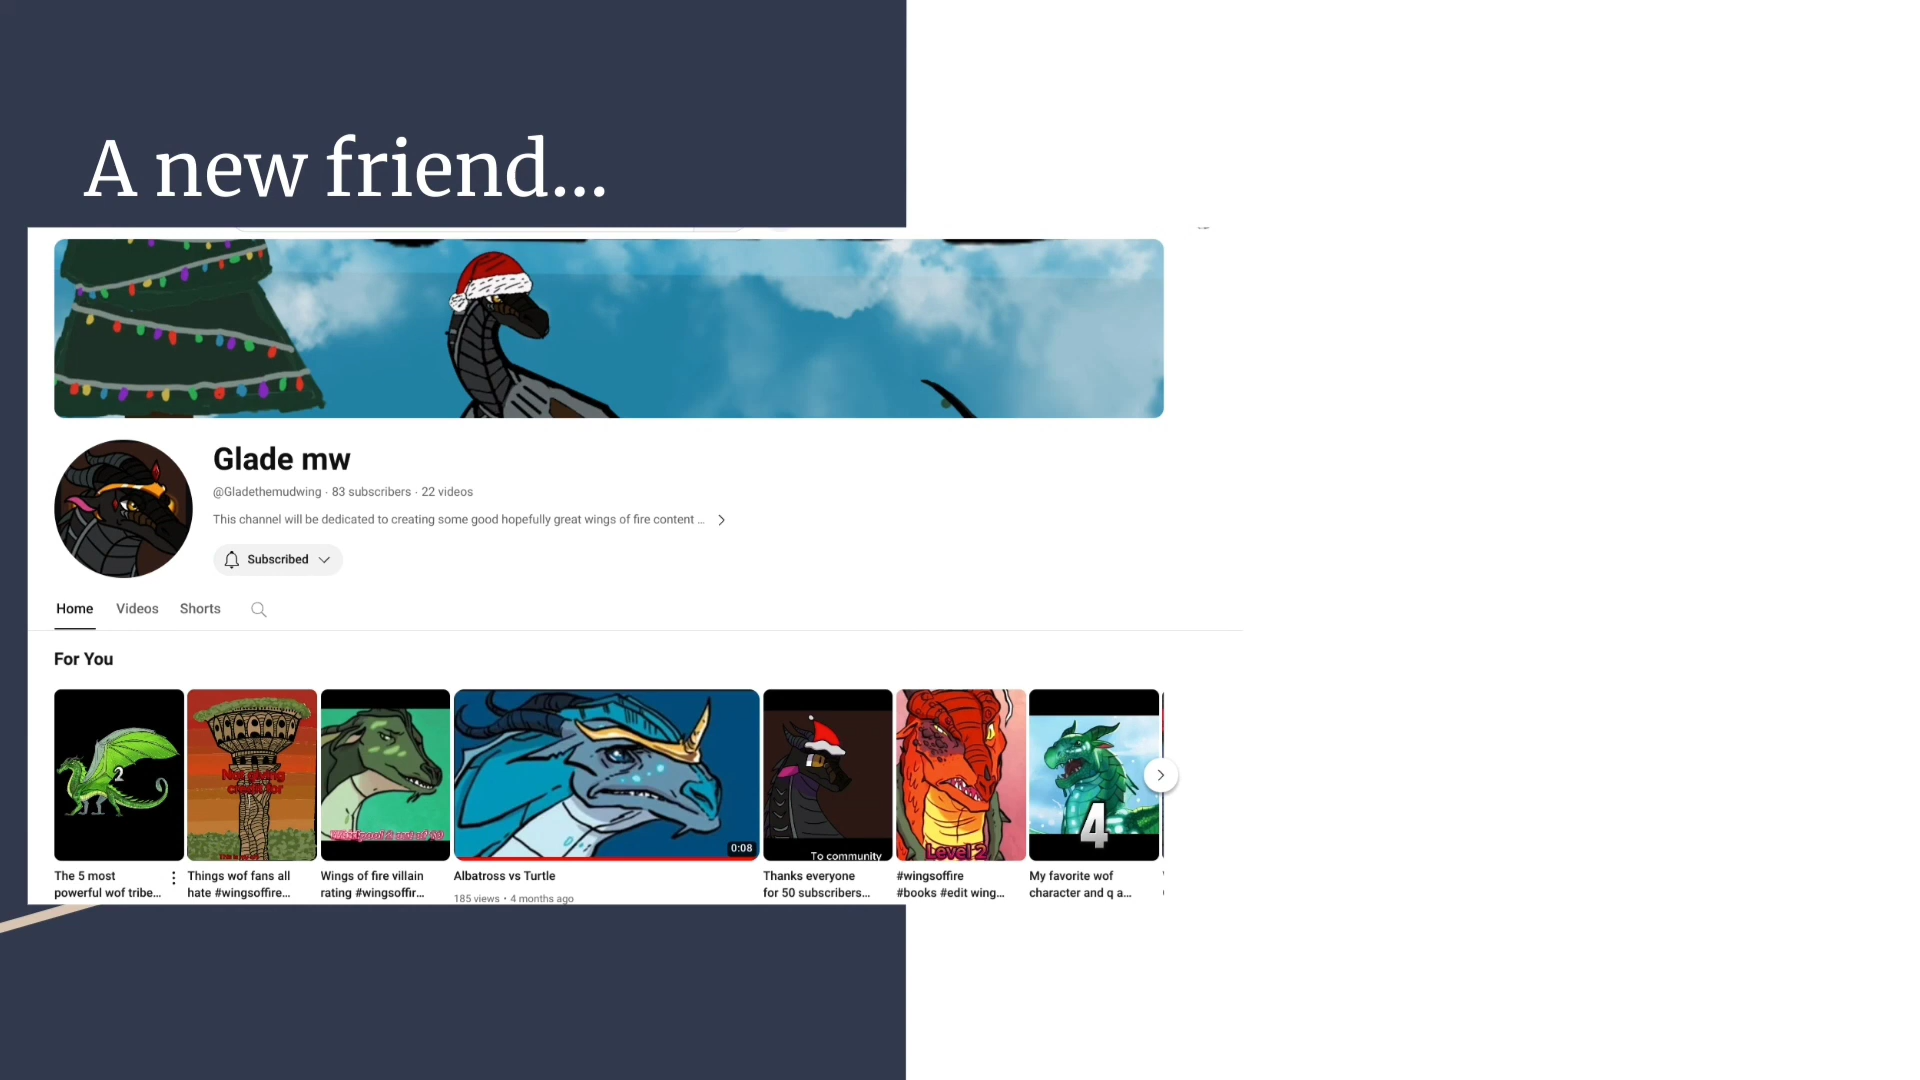 A new friend...
Glade mw
@Gladethemudwing · 83 subscribers · 22 videos
This channel will be dedicated to creating some good hopefully great wings of fire content ...
Subscribed
Home Videos Shorts
For You
2
Not giving
credit for
0:08
To community
Level 2
4
The 5 most
powerful wof tribe...
Things wof fans all
hate #wingsoffire...
Wings of fire villain
rating #wingsoffir...
Albatross vs Turtle
185 views • 4 months ago
Thanks everyone
for 50 subscribers...
#wingsoffire
#books #edit wing...
My favorite wof
character and q a...